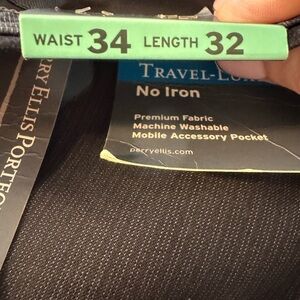 WAIST 34 LENGTH 32
TRAVEL-LU
No Iron
Premium Fabric
Machine Washable
Mobile Accessory Pocket
perryellis.com
RRY ELLIS PORTFO